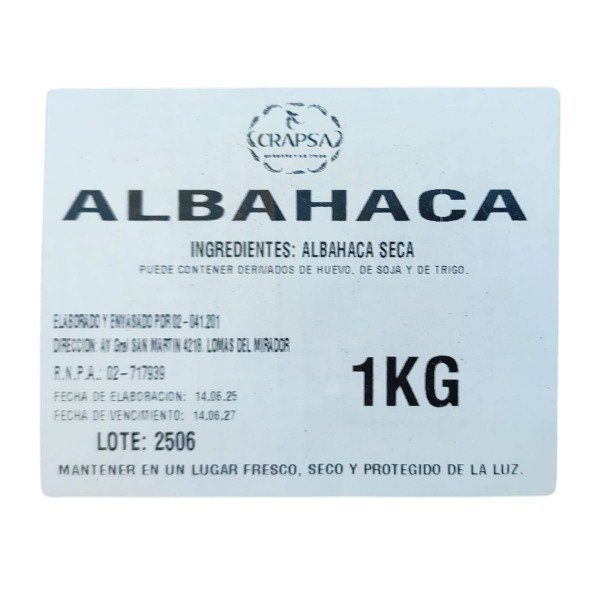 CRAPSA
ALBAHACA
INGREDIENTES: ALBAHACA SECA
PUEDE CONTENER DERIVADOS DE HUEVO, DE SOJA Y DE TRIGO.
ELABORADO Y ENVASADO POR 02-041.201
DIRECCION: AV Gral SAN MARTIN 4218. LOMAS DEL MIRADOR
R.N.P.A.: 02-717939
FECHA DE ELABORACION: 14.06.25
FECHA DE VENCIMIENTO: 14.06.27
1KG
LOTE: 2506
MANTENER EN UN LUGAR FRESCO, SECO Y PROTEGIDO DE LA LUZ.